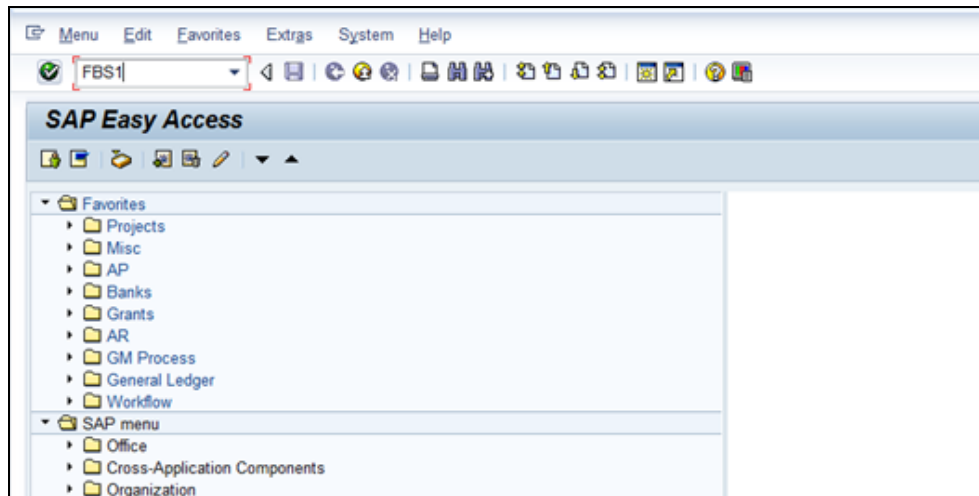 Menu Edit Favorites Extras System Help
FBS1
SAP Easy Access
Favorites
Projects
Misc
AP
Banks
Grants
AR
GM Process
General Ledger
Workflow
SAP menu
Office
Cross-Application Components
Organization